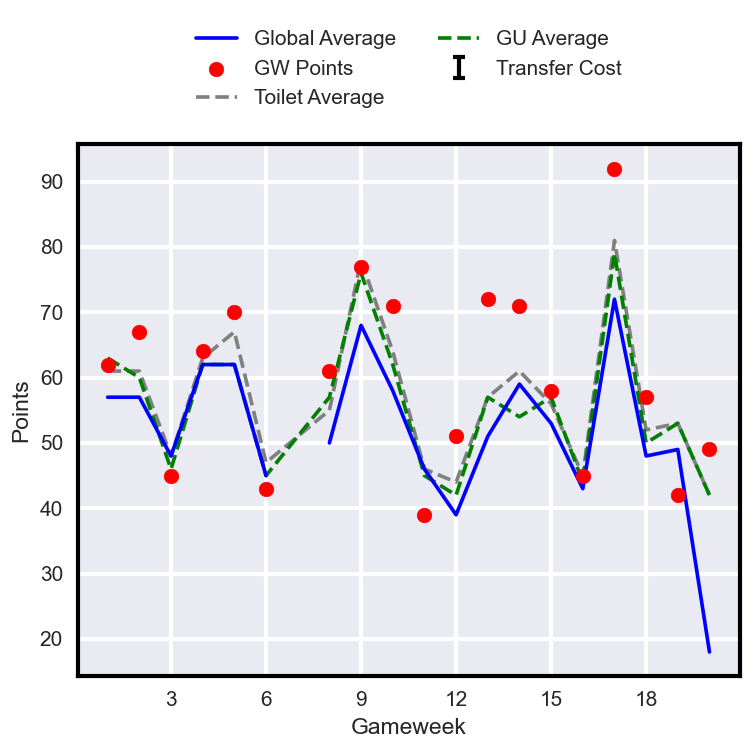 Global Average
GW Points
Toilet Average
GU Average
Transfer Cost
90
80
70
60
50
40
30
20
Points
3 6 9 12 15 18
Gameweek